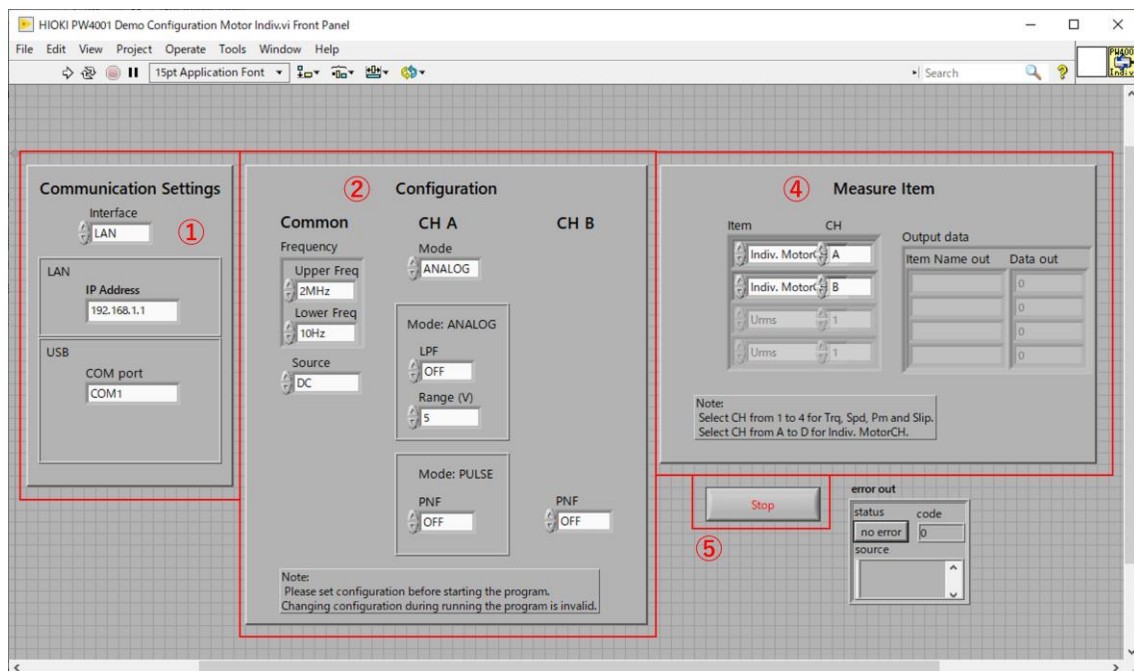 HIOKI PW4001 Demo Configuration Motor Indiv.vi Front Panel
File Edit View Project Operate Tools Window Help
15pt Application Font
Search
PW400
Indiv
Communication Settings
Interface
LAN
①
LAN
IP Address
192.168.1.1
USB
COM port
COM1
② Configuration
Common
CH A
CH B
Frequency
Upper Freq
2MHz
Lower Freq
10Hz
Source
DC
Mode
ANALOG
Mode: ANALOG
LPF
OFF
Range (V)
5
Mode: PULSE
PNF
OFF
PNF
OFF
Note:
Please set configuration before starting the program.
Changing configuration during running the program is invalid.
④ Measure Item
Item CH
Indiv. MotorC A
Indiv. MotorC B
Urms 1
Urms 1
Output data
Item Name out Data out
0
0
0
0
Note:
Select CH from 1 to 4 for Trq, Spd, Pm and Slip.
Select CH from A to D for Indiv. MotorCH.
Stop
⑤
error out
status code
no error 0
source